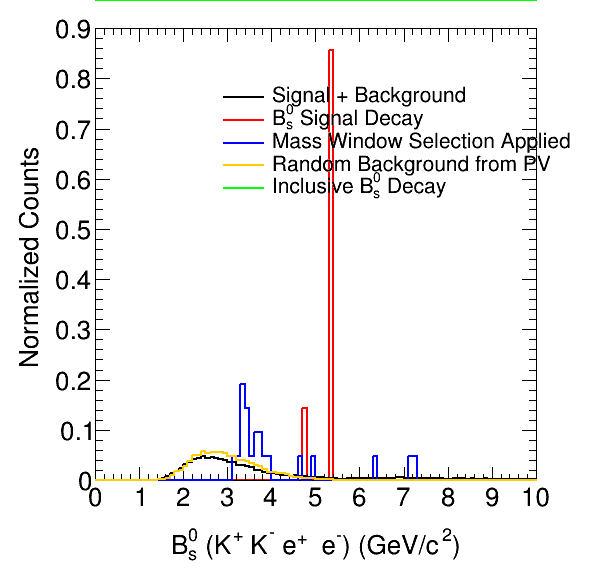 0.9
0.8
0.7
0.6
0.5
0.4
0.3
0.2
0.1
0
Normalized Counts
Signal + Background
B⁰ₛ Signal Decay
Mass Window Selection Applied
Random Background from PV
Inclusive B⁰ₛ Decay
0 1 2 3 4 5 6 7 8 9 10
B⁰ₛ (K⁺ K⁻ e⁺ e⁻) (GeV/c²)